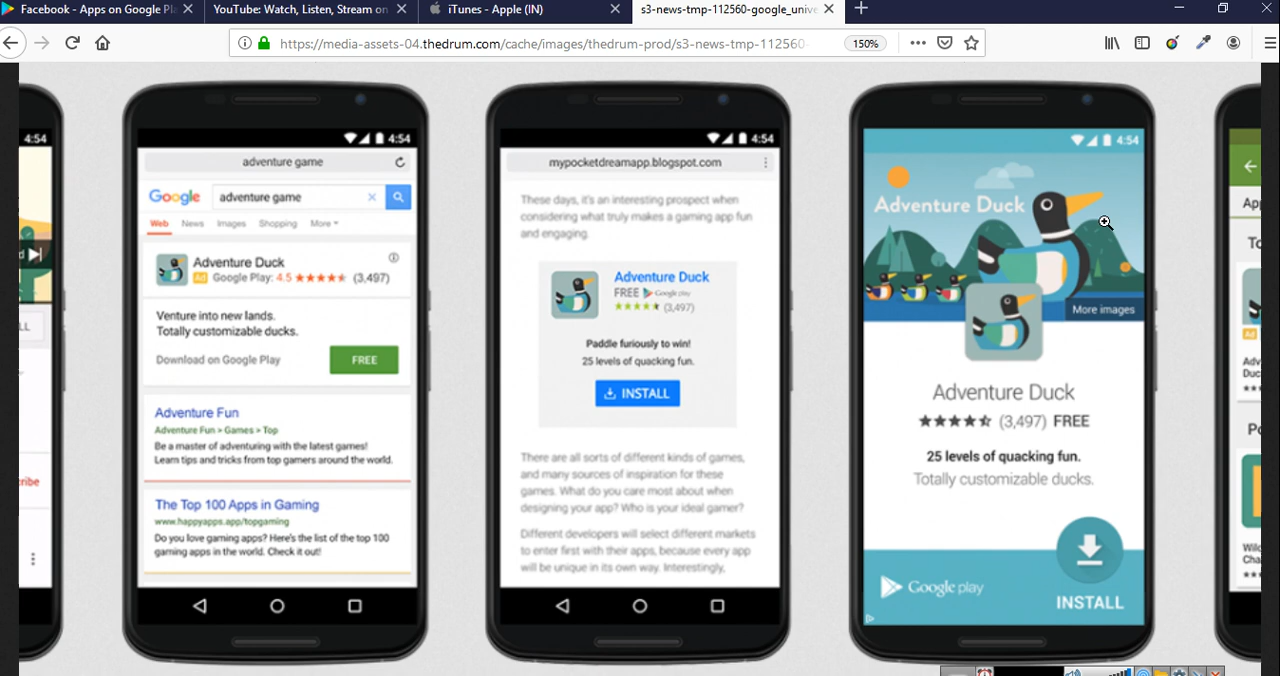 Facebook - Apps on Google Pl
YouTube: Watch, Listen, Stream on
iTunes - Apple (IN)
s3-news-tmp-112560-google_unive
https://media-assets-04.thedrum.com/cache/images/thedrum-prod/s3-news-tmp-112560-
150%
4:54
LL
ribe
4:54
adventure game
Google
adventure game
Web News Images Shopping More
Adventure Duck
Ad Google Play: 4.5 ★★★★★ (3,497)
Venture into new lands.
Totally customizable ducks.
Download on Google Play
FREE
Adventure Fun
Adventure Fun > Games > Top
Be a master of adventuring with the latest games!
Learn tips and tricks from top gamers around the world.
The Top 100 Apps in Gaming
www.happyapps.app/topgaming
Do you love gaming apps? Here's the list of the top 100
gaming apps in the world. Check it out!
4:54
mypocketdreamapp.blogspot.com
These days, it's an interesting prospect when
considering what truly makes a gaming app fun
and engaging.
Adventure Duck
FREE Google play
(3,497)
Paddle furiously to win!
25 levels of quacking fun.
INSTALL
There are all sorts of different kinds of games,
and many sources of inspiration for these
games. What do you care most about when
designing your app? Who is your ideal gamer?
Different developers will select different markets
to enter first with their apps, because every app
will be unique in its own way. Interestingly,
4:54
Adventure Duck
More images
Adventure Duck
(3,497) FREE
25 levels of quacking fun.
Totally customizable ducks.
Google play
INSTALL
App
To
Ad
Adv
Duc
Po
Wil
Cha